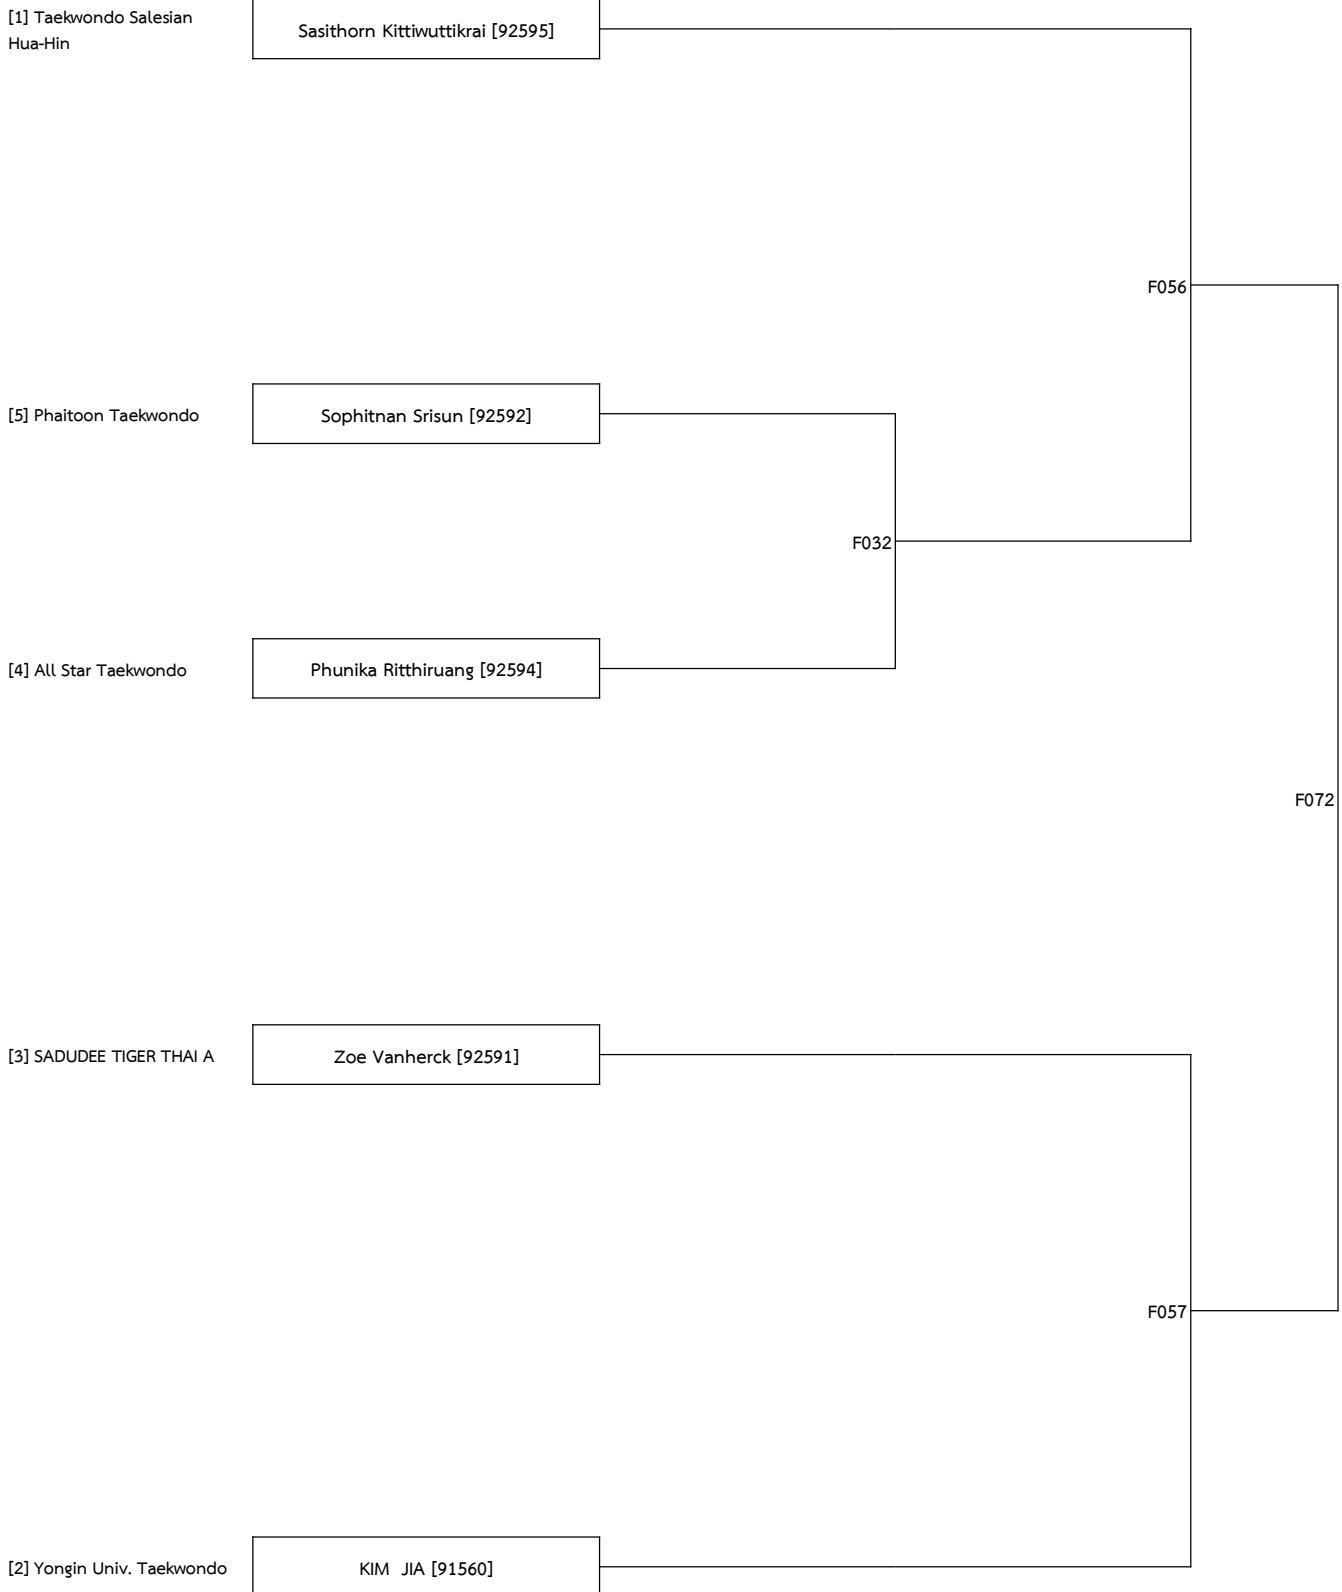 [1] Taekwondo Salesian
Hua-Hin
Sasithorn Kittiwuttikrai [92595]
F056
[5] Phaitoon Taekwondo
Sophitnan Srisun [92592]
F032
[4] All Star Taekwondo
Phunika Ritthiruang [92594]
F072
[3] SADUDEE TIGER THAI A
Zoe Vanherck [92591]
F057
[2] Yongin Univ. Taekwondo
KIM  JIA [91560]